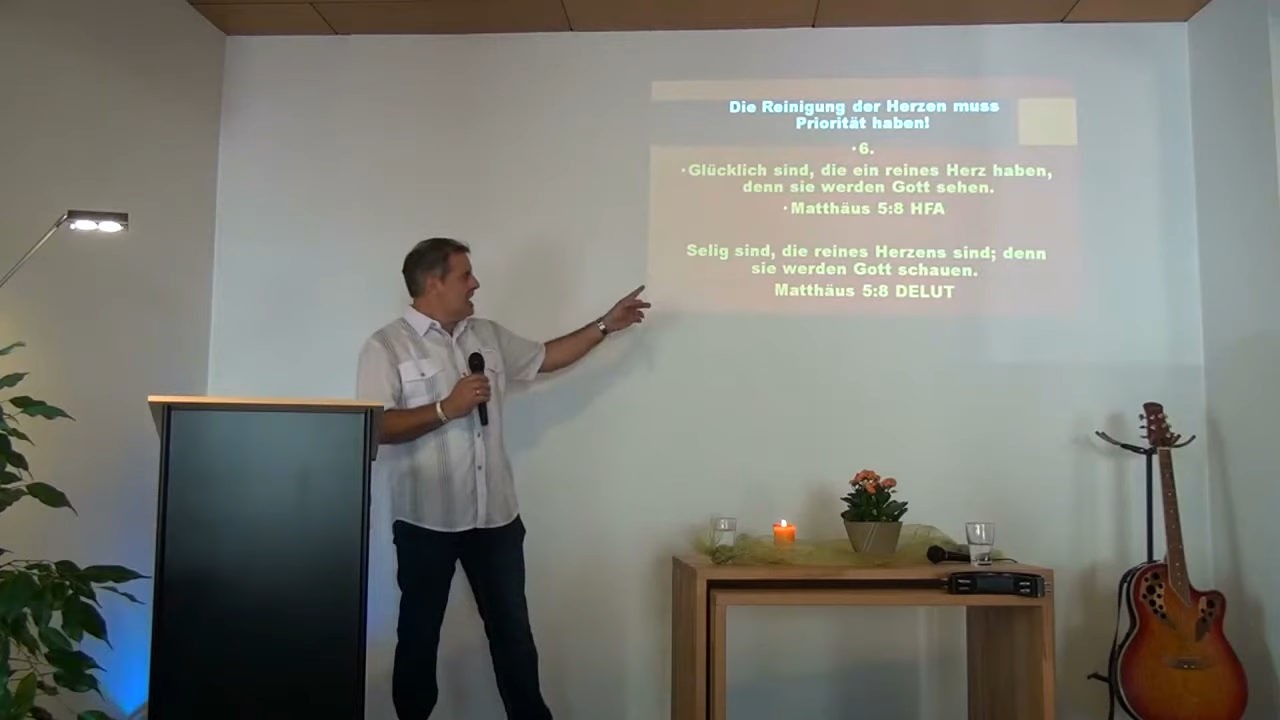 Die Reinigung der Herzen muss
Priorität haben!
·6.
·Glücklich sind, die ein reines Herz haben,
denn sie werden Gott sehen.
·Matthäus 5:8 HFA
Selig sind, die reines Herzens sind; denn
sie werden Gott schauen.
Matthäus 5:8 DELUT